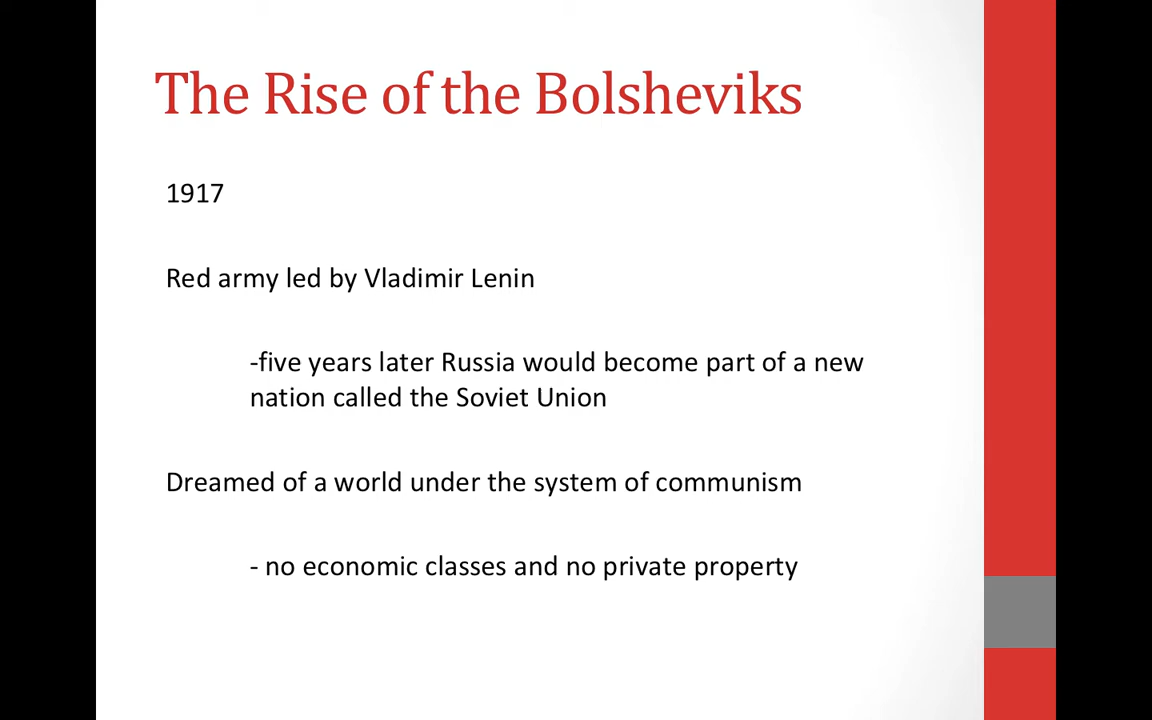 The Rise of the Bolsheviks
1917
Red army led by Vladimir Lenin
-five years later Russia would become part of a new
nation called the Soviet Union
Dreamed of a world under the system of communism
- no economic classes and no private property